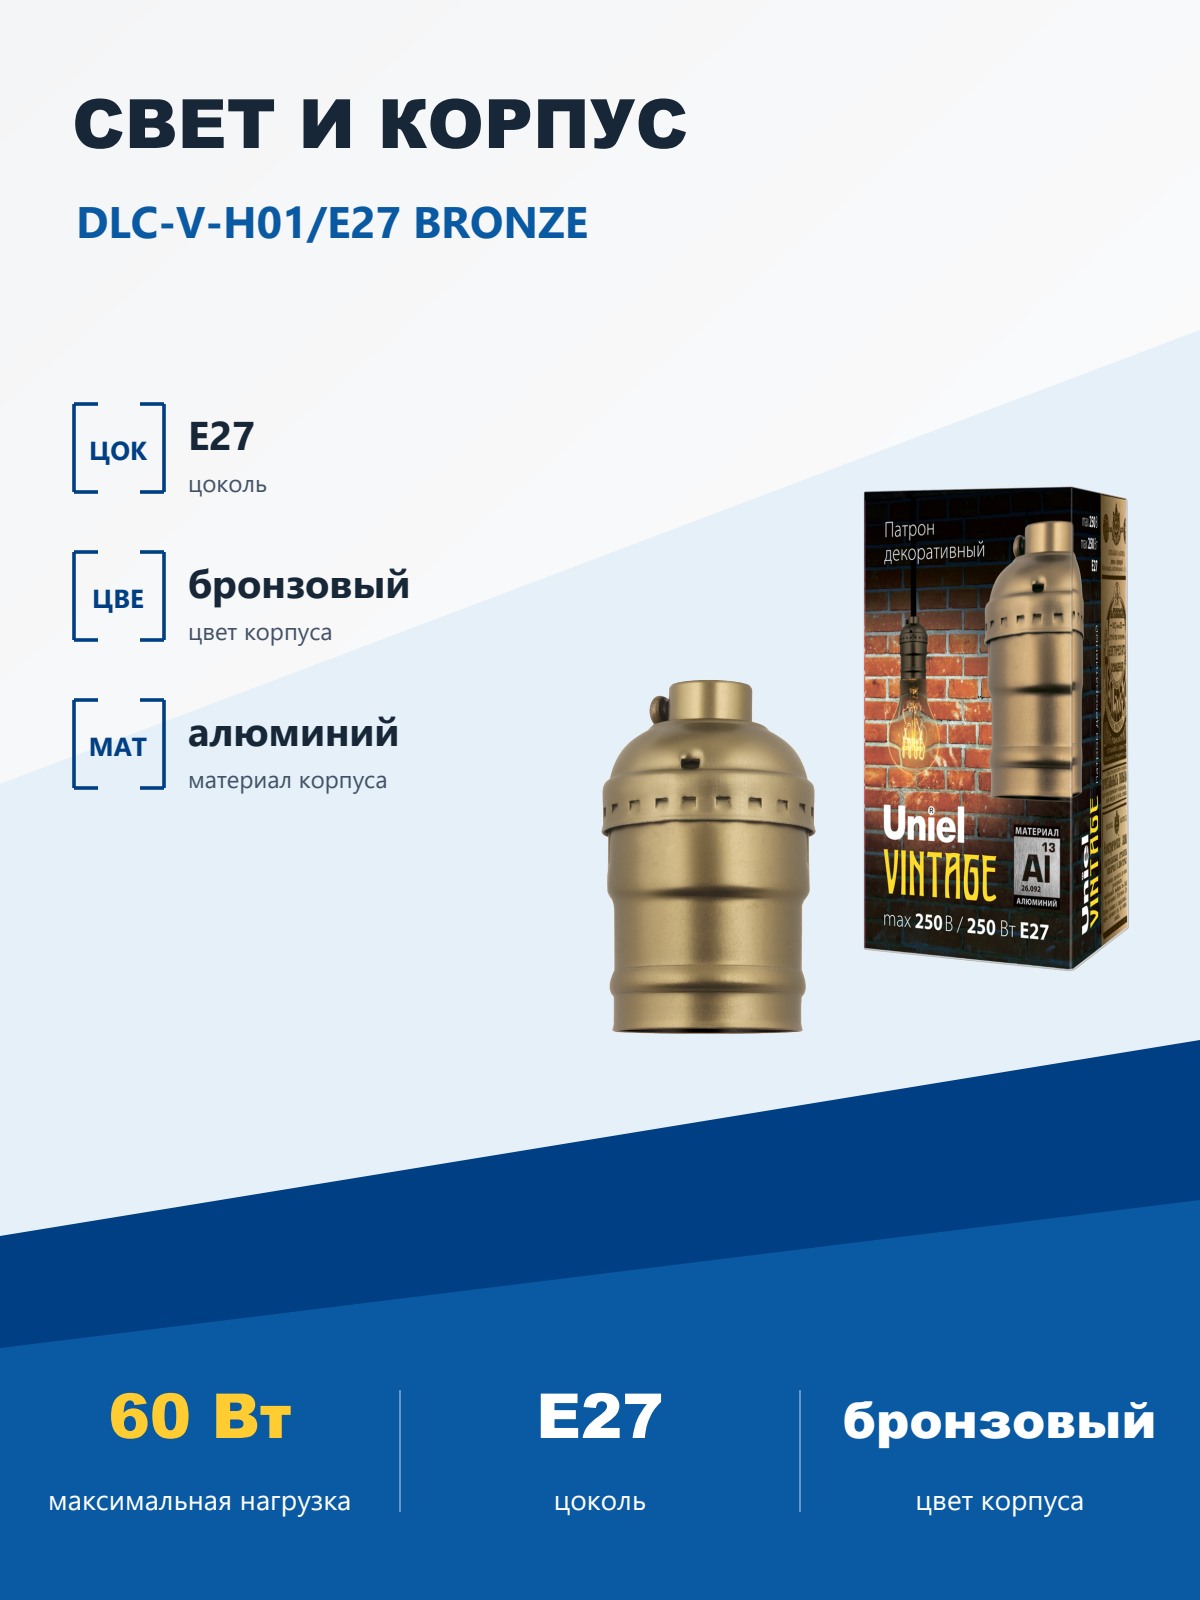 СВЕТ И КОРПУС
DLC-V-H01/E27 BRONZE
ЦОК
E27
цоколь
ЦВЕ
бронзовый
цвет корпуса
МАТ
алюминий
материал корпуса
Патрон
декоративный
Uniel
VINTAGE
МАТЕРИАЛ
13
Al
26.092
АЛЮМИНИЙ
max 250 В / 250 Вт E27
Uniel
VINTAGE
60 Вт
максимальная нагрузка
E27
цоколь
бронзовый
цвет корпуса